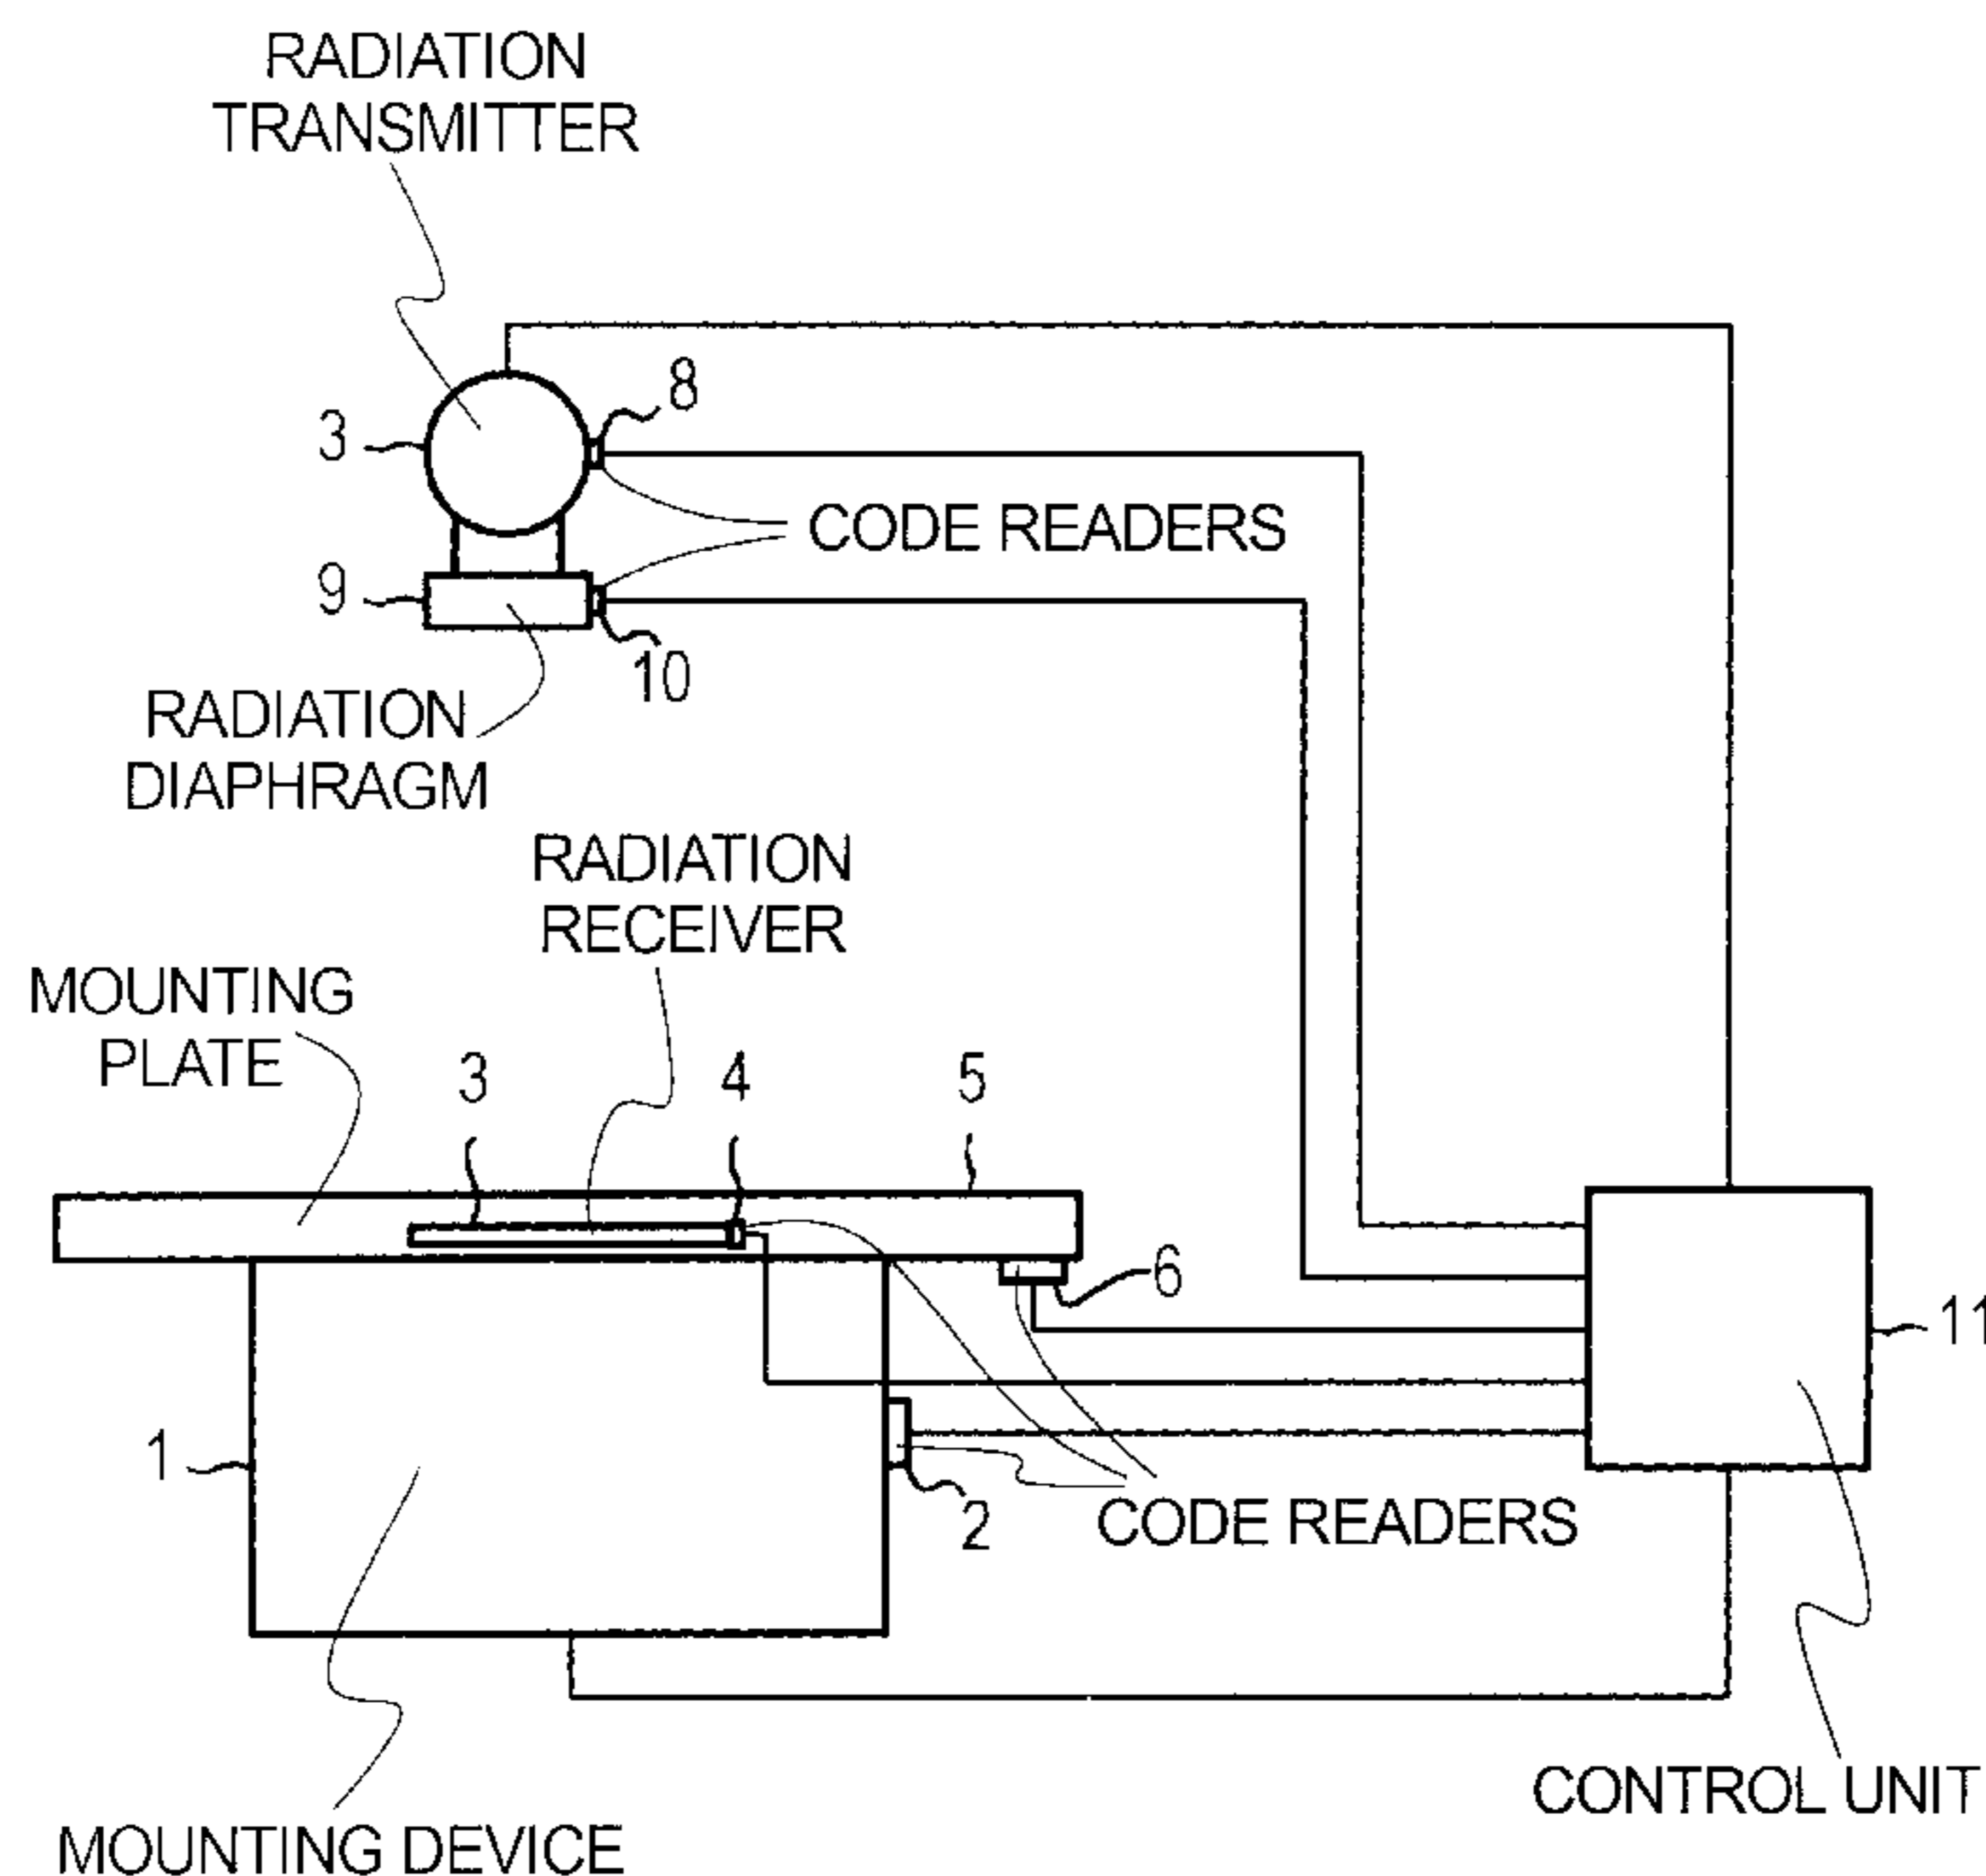 RADIATION
TRANSMITTER
8
3
CODE READERS
9
10
RADIATION
DIAPHRAGM
RADIATION
RECEIVER
MOUNTING
PLATE
3
4
5
6
11
1
2
CODE READERS
CONTROL UNIT
MOUNTING DEVICE